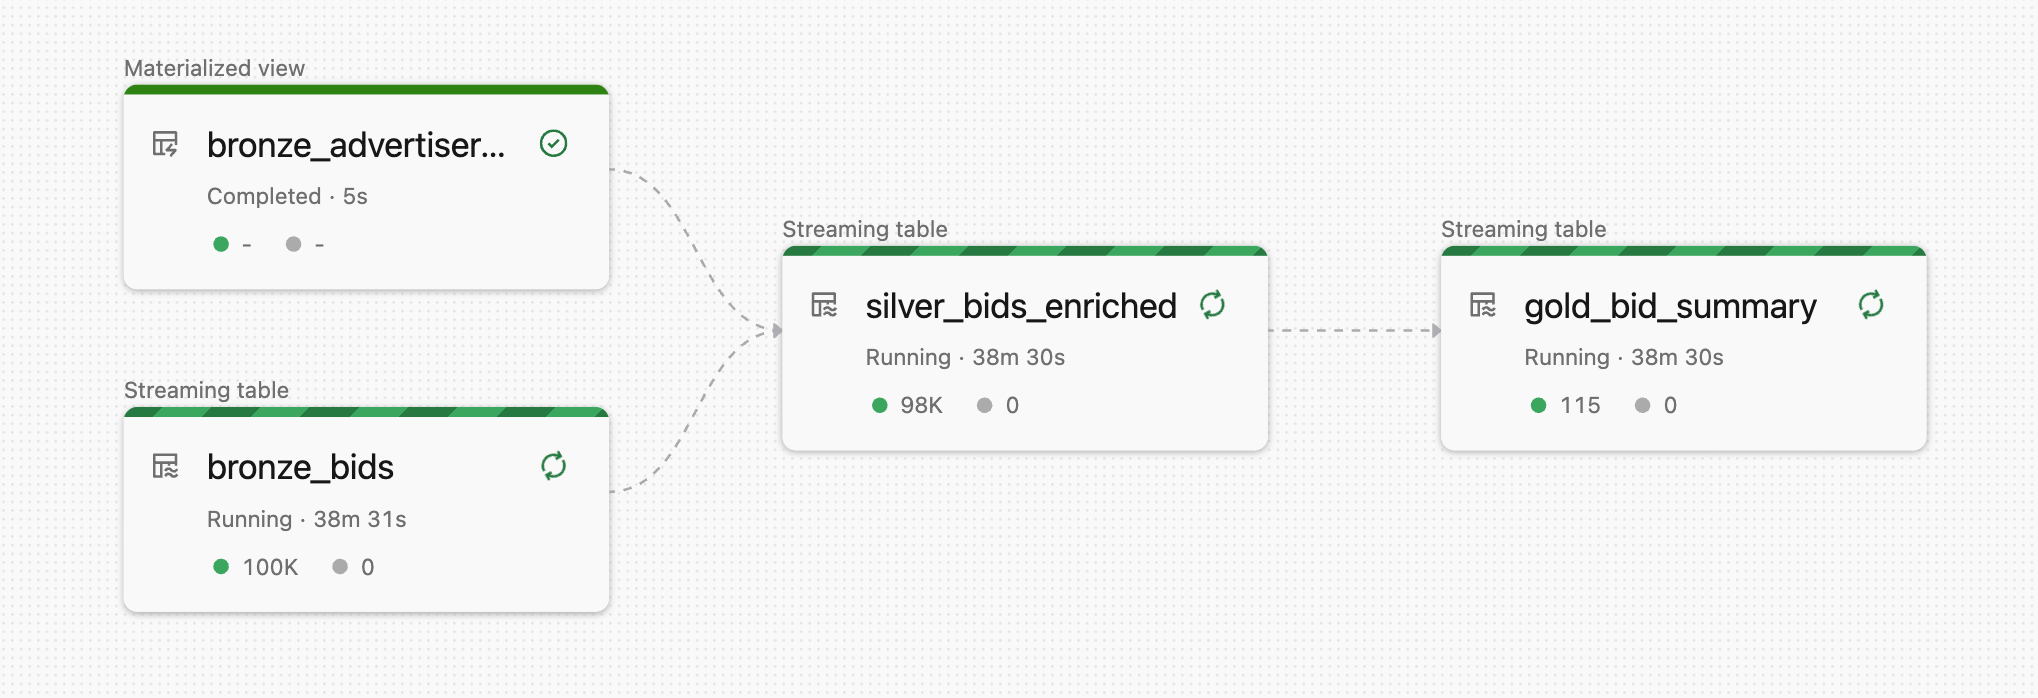 Materialized view
bronze_advertiser...
Completed · 5s
- -
Streaming table
bronze_bids
Running · 38m 31s
100K 0
Streaming table
silver_bids_enriched
Running · 38m 30s
98K 0
Streaming table
gold_bid_summary
Running · 38m 30s
115 0